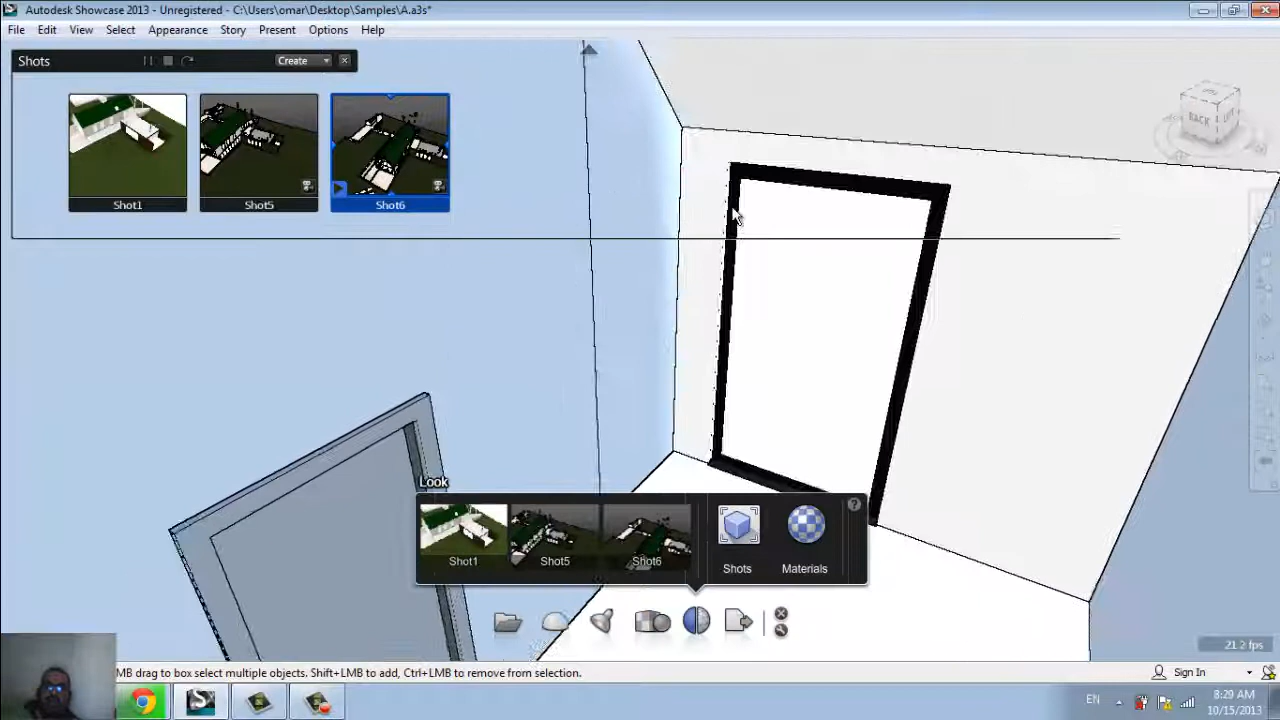 Autodesk Showcase 2013 - Unregistered - C:\Users\omar\Desktop\Samples\A.a3s*
File Edit View Select Appearance Story Present Options Help
Shots
Create
Shot1
Shot5
Shot6
BACK
Look
Shot1
Shot5
Shot6
Shots
Materials
21.2 fps
MB drag to box select multiple objects. Shift+LMB to add, Ctrl+LMB to remove from selection.
Sign In
EN
8:29 AM
10/15/2013